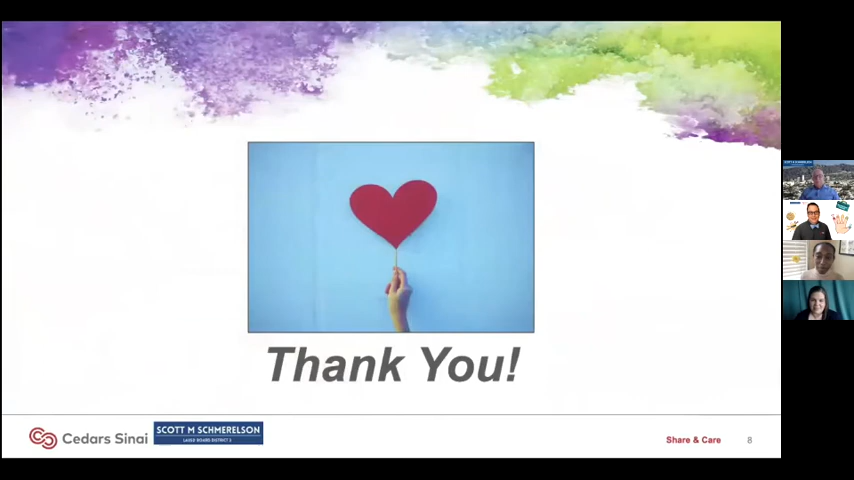 Thank You!
Cedars Sinai
SCOTT M SCHMERELSON
LAUSD BOARD DISTRICT 3
Share & Care
8